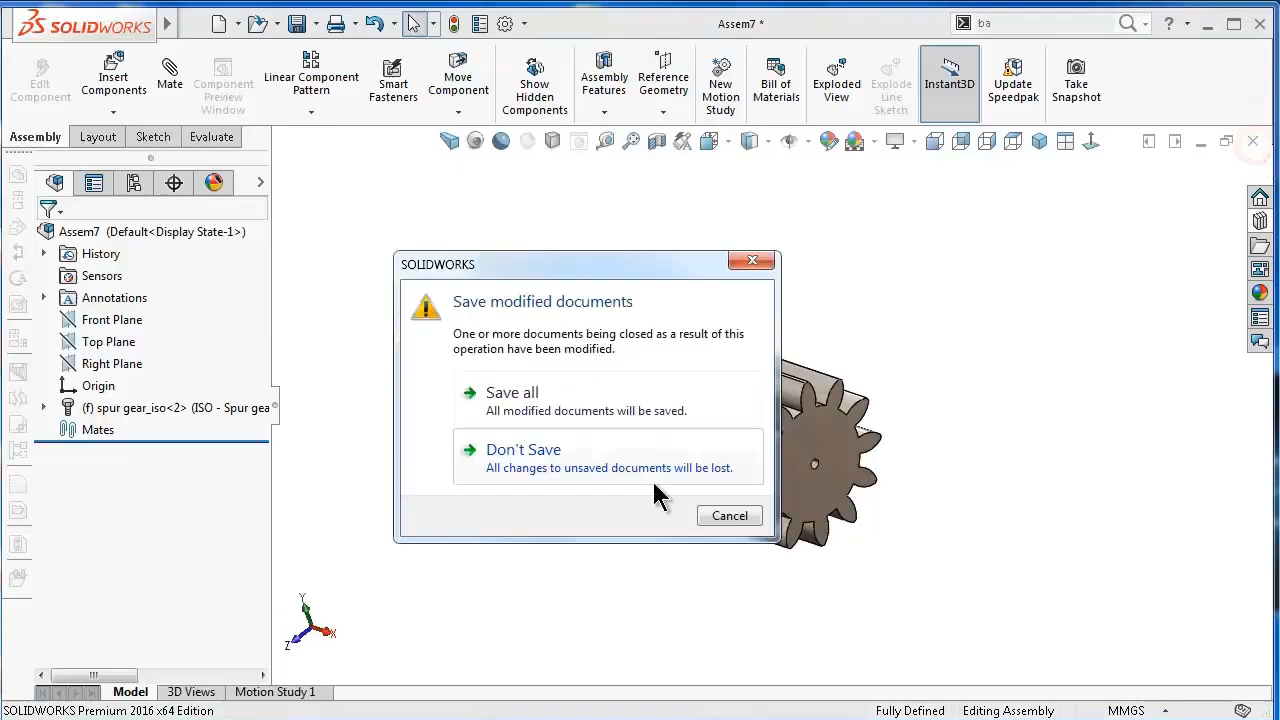 SOLIDWORKS
Assem7 *
ba
Edit Component
Insert Components
Mate
Component Preview Window
Linear Component Pattern
Smart Fasteners
Move Component
Show Hidden Components
Assembly Features
Reference Geometry
New Motion Study
Bill of Materials
Exploded View
Explode Line Sketch
Instant3D
Update Speedpak
Take Snapshot
Assembly
Layout
Sketch
Evaluate
Assem7 (Default<Display State-1>)
History
Sensors
Annotations
Front Plane
Top Plane
Right Plane
Origin
(f) spur gear_iso<2> (ISO - Spur gea
Mates
SOLIDWORKS
Save modified documents
One or more documents being closed as a result of this
operation have been modified.
Save all
All modified documents will be saved.
Don't Save
All changes to unsaved documents will be lost.
Cancel
Y
X
Z
Model
3D Views
Motion Study 1
SOLIDWORKS Premium 2016 x64 Edition
Fully Defined
Editing Assembly
MMGS